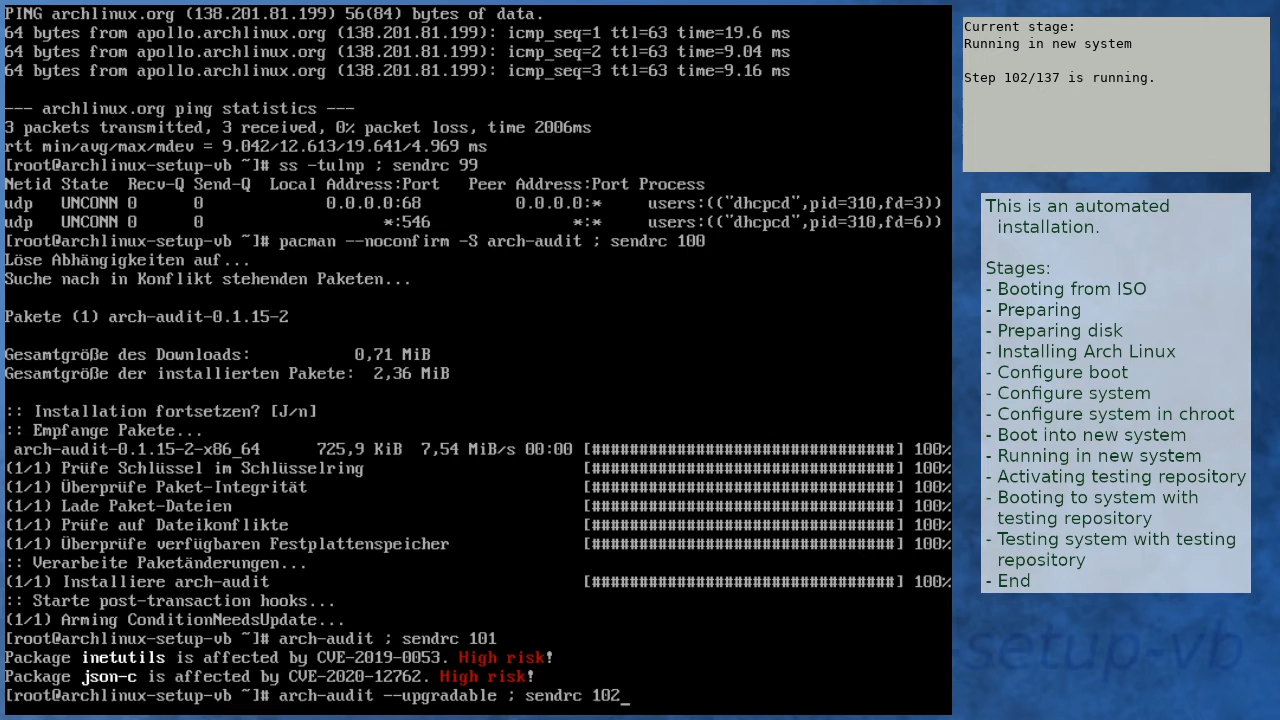 PING archlinux.org (138.201.81.199) 56(84) bytes of data.
64 bytes from apollo.archlinux.org (138.201.81.199): icmp_seq=1 ttl=63 time=19.6 ms
64 bytes from apollo.archlinux.org (138.201.81.199): icmp_seq=2 ttl=63 time=9.04 ms
64 bytes from apollo.archlinux.org (138.201.81.199): icmp_seq=3 ttl=63 time=9.16 ms
--- archlinux.org ping statistics ---
3 packets transmitted, 3 received, 0% packet loss, time 2006ms
rtt min/avg/max/mdev = 9.042/12.613/19.641/4.969 ms
[root@archlinux-setup-vb ~]# ss -tulnp ; sendrc 99
Netid State  Recv-Q Send-Q  Local Address:Port   Peer Address:Port Process
udp   UNCONN 0      0             0.0.0.0:68          0.0.0.0:*     users:(("dhcpcd",pid=310,fd=3))
udp   UNCONN 0      0                   *:546               *:*     users:(("dhcpcd",pid=310,fd=6))
[root@archlinux-setup-vb ~]# pacman --noconfirm -S arch-audit ; sendrc 100
Löse Abhängigkeiten auf...
Suche nach in Konflikt stehenden Paketen...
Pakete (1) arch-audit-0.1.15-2
Gesamtgröße des Downloads:           0,71 MiB
Gesamtgröße der installierten Pakete:  2,36 MiB
:: Installation fortsetzen? [J/n]
:: Empfange Pakete...
arch-audit-0.1.15-2-x86_64      725,9 KiB  7,54 MiB/s 00:00 [################################] 100%
(1/1) Prüfe Schlüssel im Schlüsselring                       [################################] 100%
(1/1) Überprüfe Paket-Integrität                             [################################] 100%
(1/1) Lade Paket-Dateien                                     [################################] 100%
(1/1) Prüfe auf Dateikonflikte                               [################################] 100%
(1/1) Überprüfe verfügbaren Festplattenspeicher              [################################] 100%
:: Verarbeite Paketänderungen...
(1/1) Installiere arch-audit                                 [################################] 100%
:: Starte post-transaction hooks...
(1/1) Arming ConditionNeedsUpdate...
[root@archlinux-setup-vb ~]# arch-audit ; sendrc 101
Package inetutils is affected by CVE-2019-0053. High risk!
Package json-c is affected by CVE-2020-12762. High risk!
[root@archlinux-setup-vb ~]# arch-audit --upgradable ; sendrc 102_
Current stage:
Running in new system
Step 102/137 is running.
This is an automated
installation.
Stages:
- Booting from ISO
- Preparing
- Preparing disk
- Installing Arch Linux
- Configure boot
- Configure system
- Configure system in chroot
- Boot into new system
- Running in new system
- Activating testing repository
- Booting to system with
testing repository
- Testing system with testing
repository
- End
setup-vb